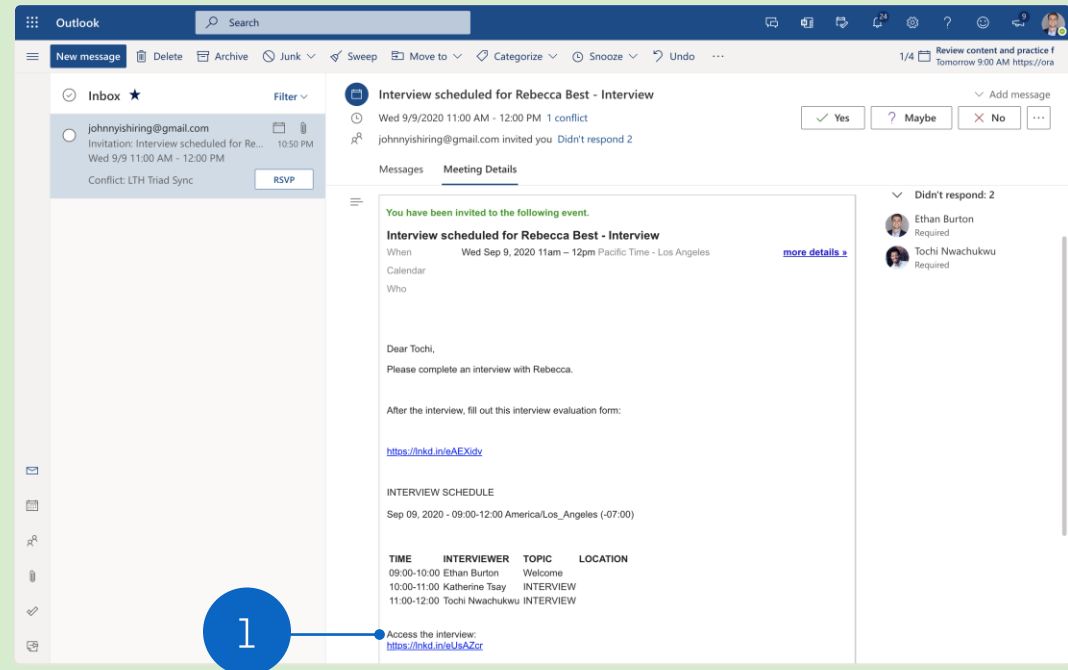 Outlook
Search
24
9
New message Delete Archive Junk Sweep Move to Categorize Snooze Undo ...
1/4 Review content and practice f
Tomorrow 9:00 AM https://ora
Inbox ★ Filter
johnnyishiring@gmail.com
Invitation: Interview scheduled for Re... 10:50 PM
Wed 9/9 11:00 AM - 12:00 PM
Conflict: LTH Triad Sync RSVP
Interview scheduled for Rebecca Best - Interview
Add message
Wed 9/9/2020 11:00 AM - 12:00 PM 1 conflict
Yes ? Maybe No ...
johnnyishiring@gmail.com invited you Didn't respond 2
Messages Meeting Details
You have been invited to the following event.
Interview scheduled for Rebecca Best - Interview
When Wed Sep 9, 2020 11am – 12pm Pacific Time - Los Angeles more details »
Calendar
Who
Dear Tochi,
Please complete an interview with Rebecca.
After the interview, fill out this interview evaluation form:
https://lnkd.in/eAEXidv
INTERVIEW SCHEDULE
Sep 09, 2020 - 09:00-12:00 America/Los_Angeles (-07:00)
TIME INTERVIEWER TOPIC LOCATION
09:00-10:00 Ethan Burton Welcome
10:00-11:00 Katherine Tsay INTERVIEW
11:00-12:00 Tochi Nwachukwu INTERVIEW
Access the interview:
https://lnkd.in/eUsAZcr
Didn't respond: 2
Ethan Burton
Required
Tochi Nwachukwu
Required
1